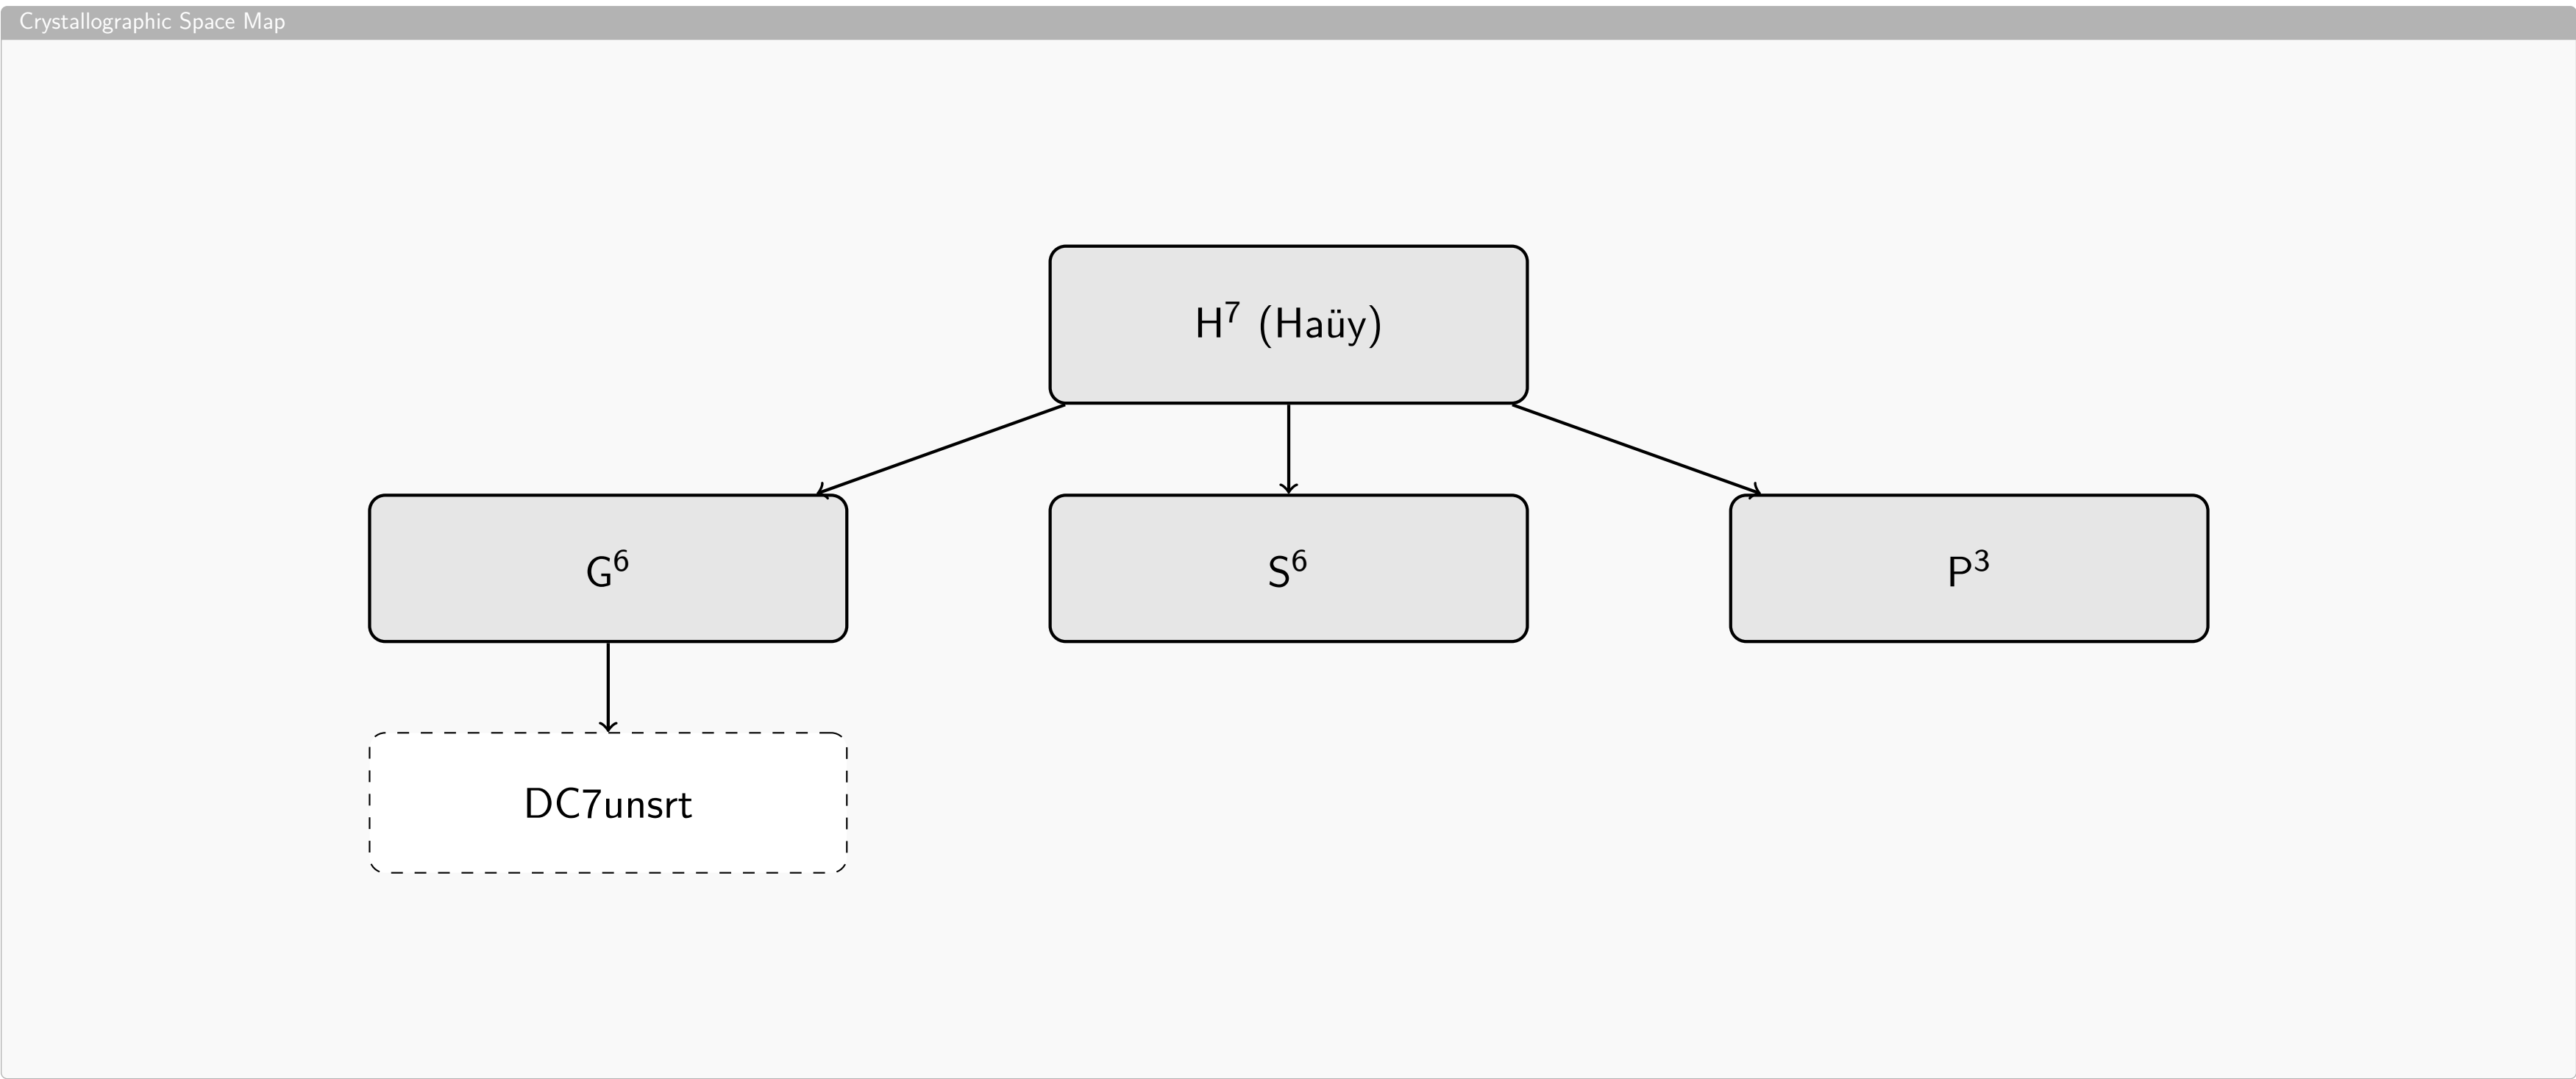 Crystallographic Space Map
H⁷ (Haüy)
G⁶
S⁶
P³
DC7unsrt